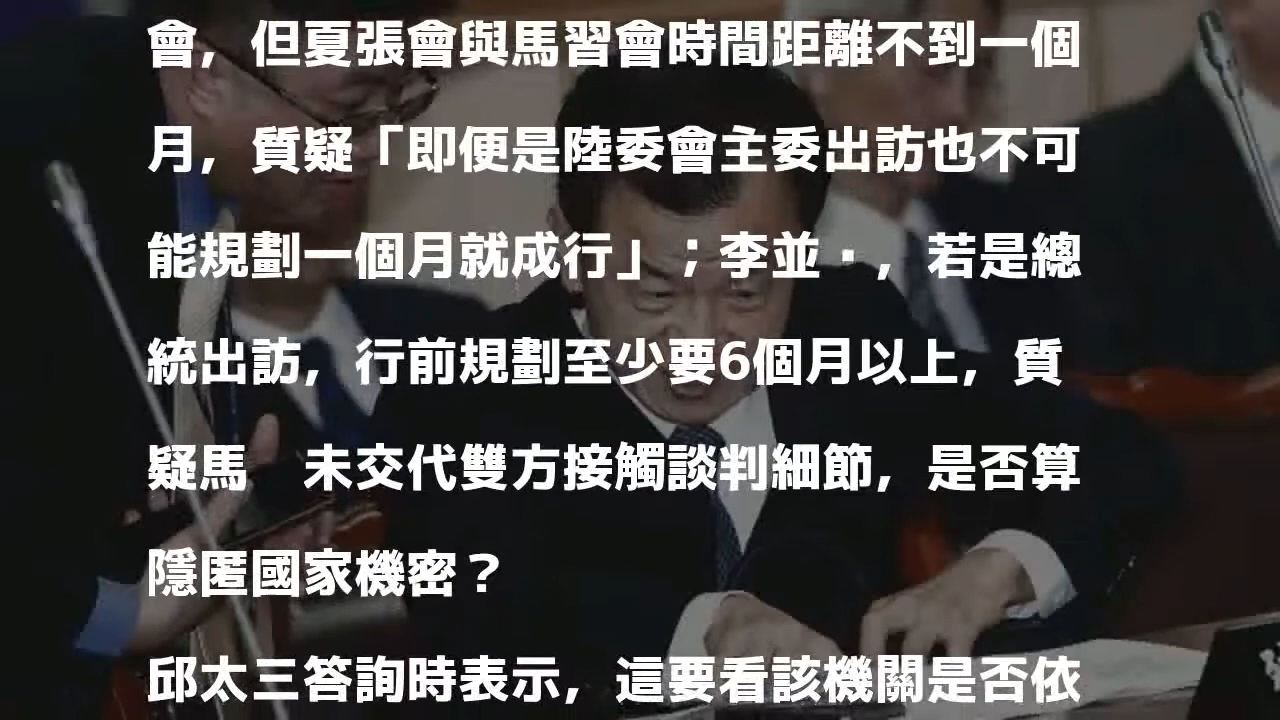 會，但夏張會與馬習會時間距離不到一個
月，質疑「即便是陸委會主委出訪也不可
能規劃一個月就成行」；李並·，若是總
統出訪，行前規劃至少要6個月以上，質
疑馬　未交代雙方接觸談判細節，是否算
隱匿國家機密？
邱太三答詢時表示，這要看該機關是否依